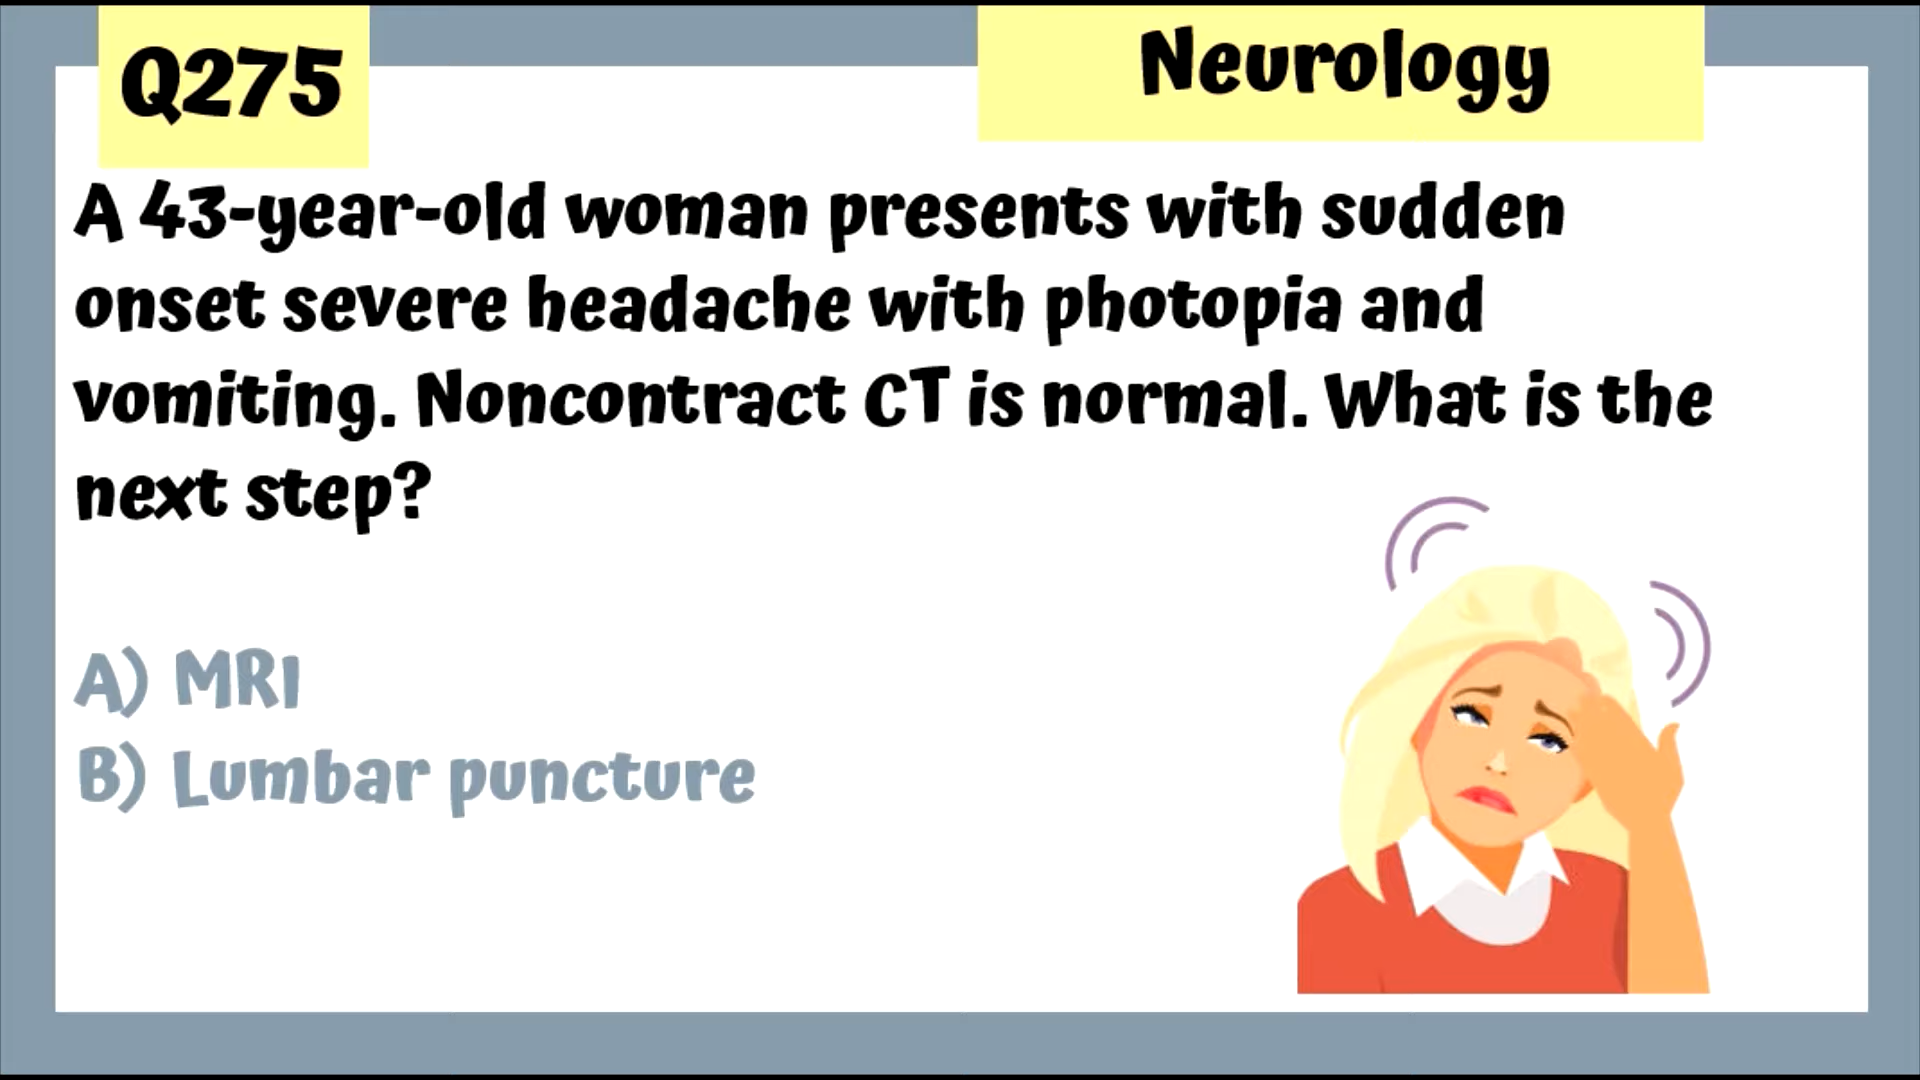 Q275
Neurology
A 43-year-old woman presents with sudden
onset severe headache with photopia and
vomiting. Noncontract CT is normal. What is the
next step?
A) MRI
B) Lumbar puncture